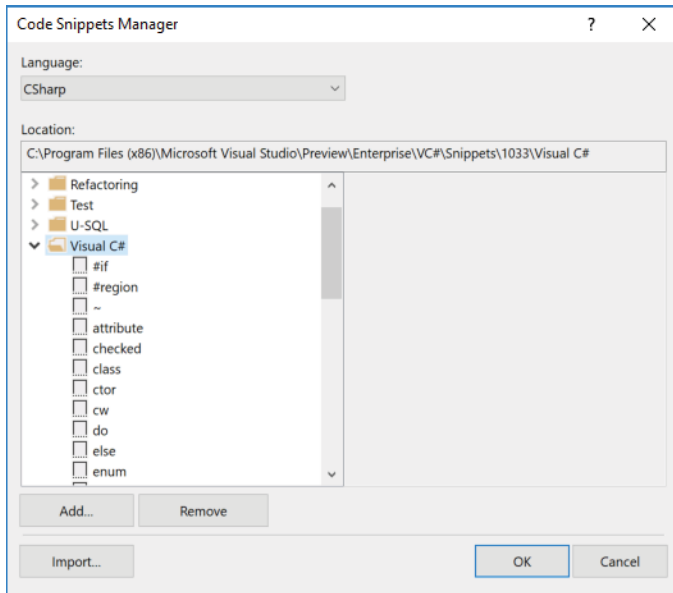 Code Snippets Manager ?
Language:
CSharp
Location:
C:\Program Files (x86)\Microsoft Visual Studio\Preview\Enterprise\VC#\Snippets\1033\Visual C#
Refactoring
Test
U-SQL
Visual C#
#if
#region
~
attribute
checked
class
ctor
cw
do
else
enum
Add... Remove
Import... OK Cancel